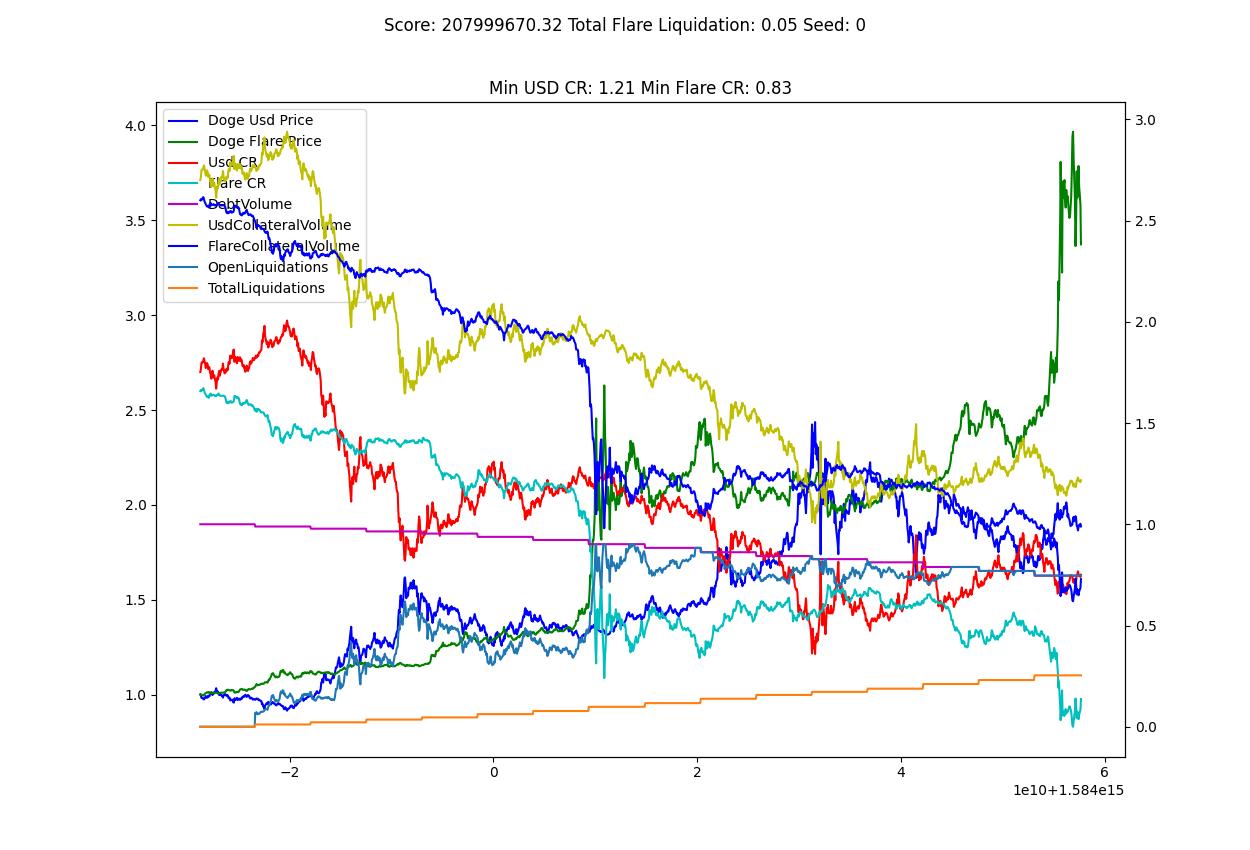 Score: 207999670.32 Total Flare Liquidation: 0.05 Seed: 0
Min USD CR: 1.21 Min Flare CR: 0.83
4.0
3.5
3.0
2.5
2.0
1.5
1.0
Doge Usd Price
Doge Flare Price
Usd CR
Flare CR
DebtVolume
UsdCollateralVolume
FlareCollateralVolume
OpenLiquidations
TotalLiquidations
3.0
2.5
2.0
1.5
1.0
0.5
0.0
−2 0 2 4 6
1e10+1.584e15